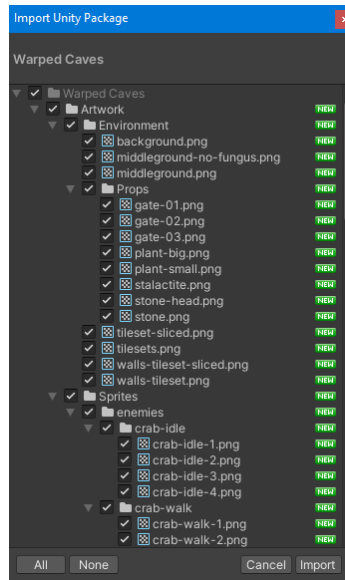 Import Unity Package
Warped Caves
Warped Caves
Artwork NEW
Environment NEW
background.png NEW
middleground-no-fungus.png NEW
middleground.png NEW
Props NEW
gate-01.png NEW
gate-02.png NEW
gate-03.png NEW
plant-big.png NEW
plant-small.png NEW
stalactite.png NEW
stone-head.png NEW
stone.png NEW
tileset-sliced.png NEW
tilesets.png NEW
walls-tileset-sliced.png NEW
walls-tileset.png NEW
Sprites NEW
enemies NEW
crab-idle NEW
crab-idle-1.png NEW
crab-idle-2.png NEW
crab-idle-3.png NEW
crab-idle-4.png NEW
crab-walk NEW
crab-walk-1.png NEW
crab-walk-2.png NEW
All None Cancel Import